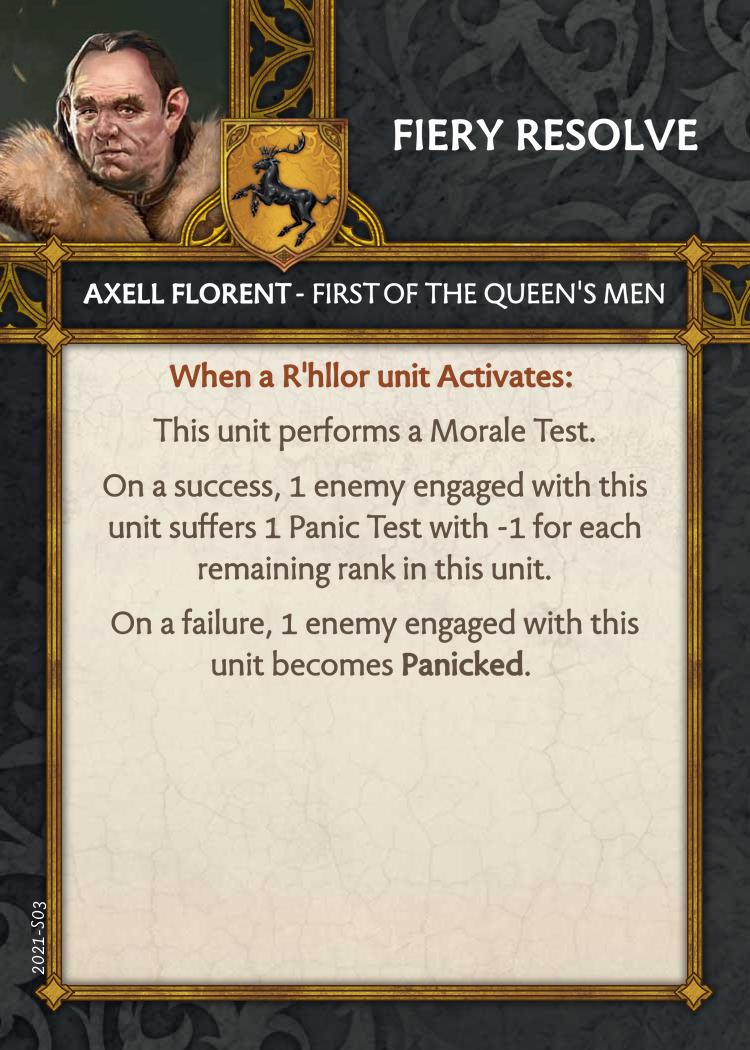 FIERY RESOLVE
AXELL FLORENT - FIRST OF THE QUEEN'S MEN
When a R'hllor unit Activates:
This unit performs a Morale Test.
On a success, 1 enemy engaged with this
unit suffers 1 Panic Test with -1 for each
remaining rank in this unit.
On a failure, 1 enemy engaged with this
unit becomes Panicked.
2021-S03